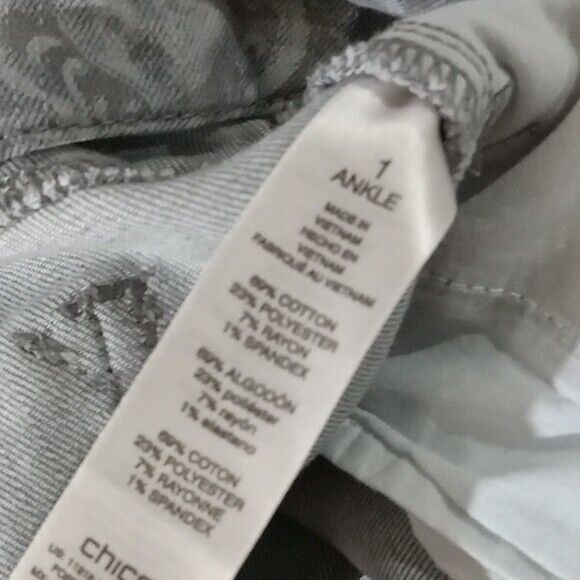 1
ANKLE
MADE IN
VIETNAM
HECHO EN
VIETNAM
FABRIQUÉ AU VIETNAM
69% COTTON
23% POLYESTER
7% RAYON
1% SPANDEX
69% ALGODÓN
23% poliéster
7% rayón
1% elastano
69% COTON
23% POLYESTER
7% RAYONNE
1% SPANDEX
chico